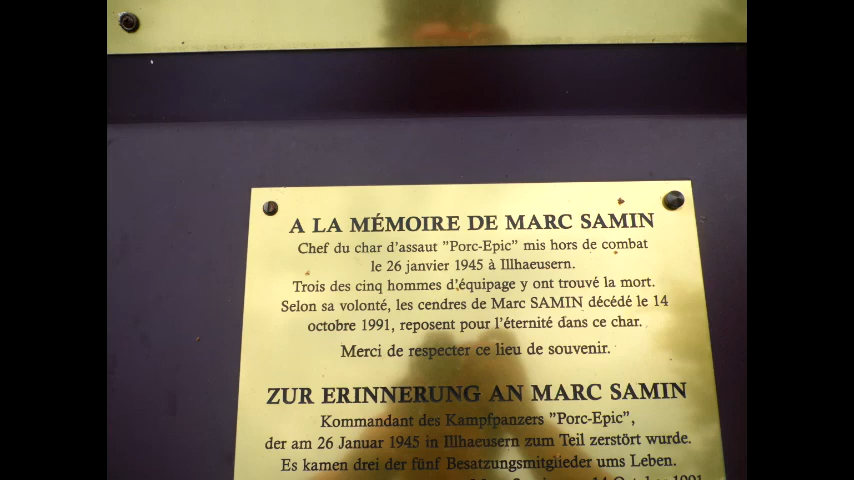 A LA MÉMOIRE DE MARC SAMIN
Chef du char d'assaut "Porc-Epic" mis hors de combat
le 26 janvier 1945 à Illhaeusern.
Trois des cinq hommes d'équipage y ont trouvé la mort.
Selon sa volonté, les cendres de Marc SAMIN décédé le 14
octobre 1991, reposent pour l'éternité dans ce char.
Merci de respecter ce lieu de souvenir.
ZUR ERINNERUNG AN MARC SAMIN
Kommandant des Kampfpanzers "Porc-Epic",
der am 26 Januar 1945 in Illhaeusern zum Teil zerstört wurde.
Es kamen drei der fünf Besatzungsmitglieder ums Leben.
14 Oktober 1991